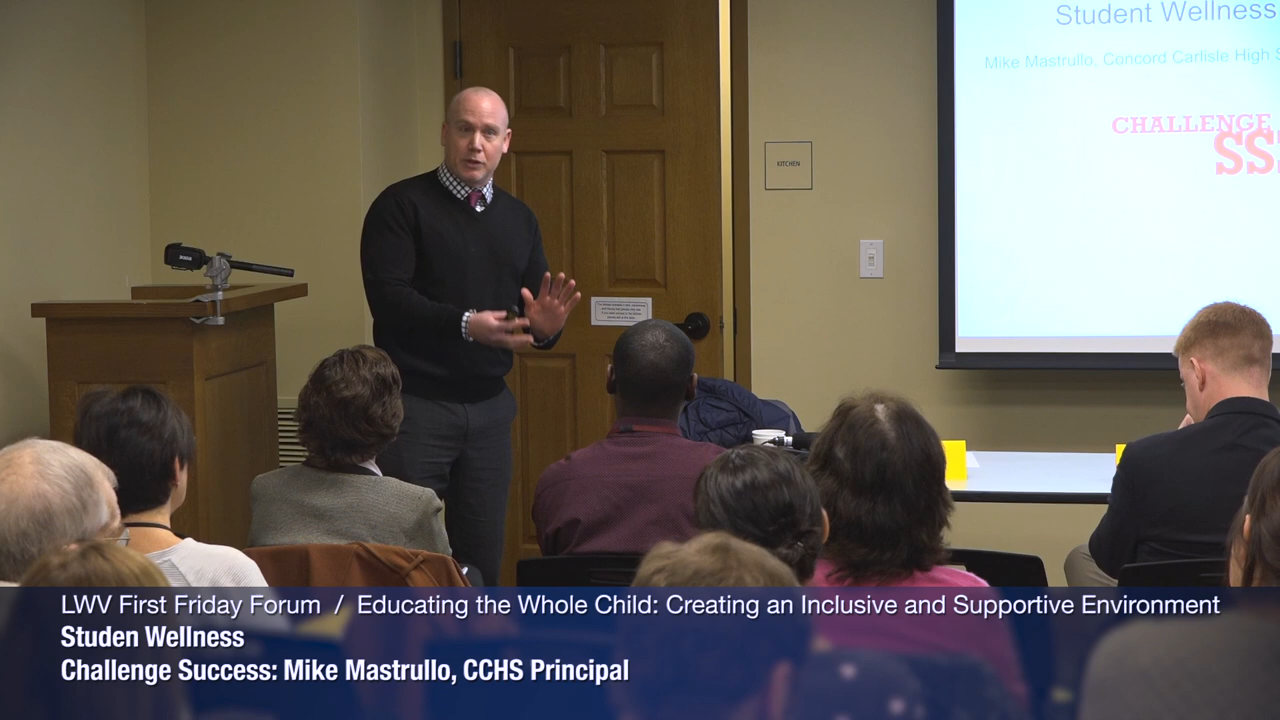 Student Wellness
Mike Mastrullo, Concord Carlisle High S
CHALLENGE
SS
KITCHEN
LWV First Friday Forum / Educating the Whole Child: Creating an Inclusive and Supportive Environment
Studen Wellness
Challenge Success: Mike Mastrullo, CCHS Principal